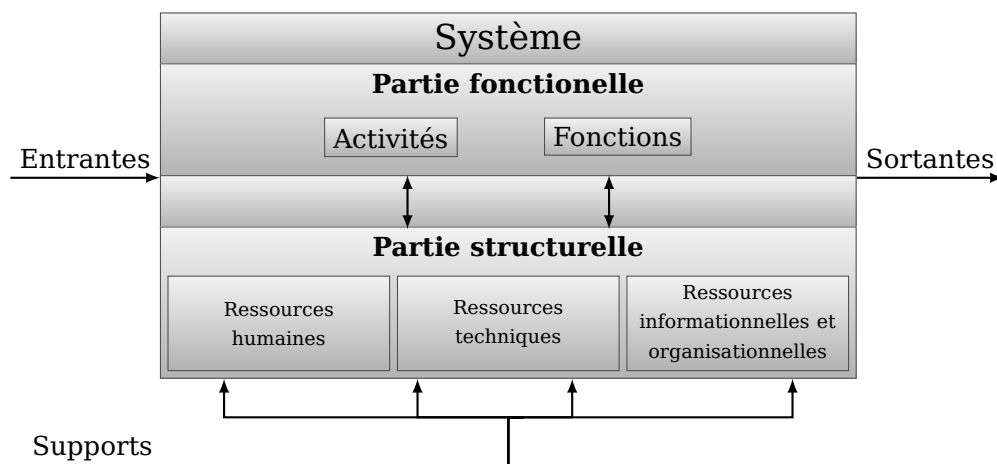 Système
Partie fonctionelle
Activités
Fonctions
Entrantes
Sortantes
Partie structurelle
Ressources
humaines
Ressources
techniques
Ressources
informationnelles et
organisationnelles
Supports